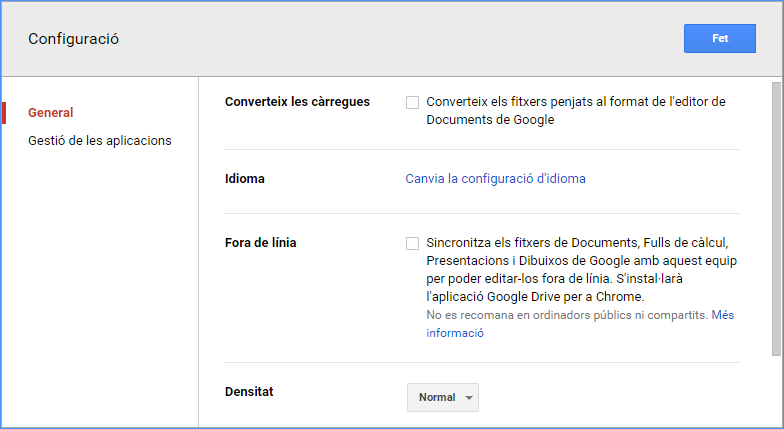 Configuració
Fet
General
Gestió de les aplicacions
Converteix les càrregues
Converteix els fitxers penjats al format de l'editor de
Documents de Google
Idioma
Canvia la configuració d'idioma
Fora de línia
Sincronitza els fitxers de Documents, Fulls de càlcul,
Presentacions i Dibuixos de Google amb aquest equip
per poder editar-los fora de línia. S'instal·larà
l'aplicació Google Drive per a Chrome.
No es recomana en ordinadors públics ni compartits. Més
informació
Densitat
Normal